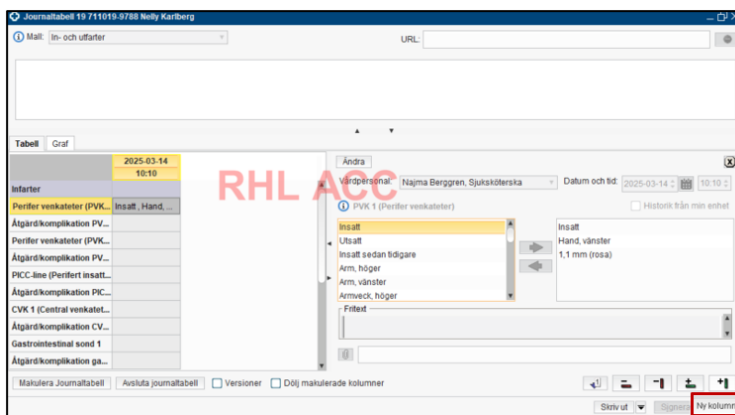 Journaltabell 19 711019-9788 Nelly Karlberg
Mall: In- och utfarter
URL:
Tabell Graf
2025-03-14
10:10
Infarter
Perifer venkateter (PVK... Insatt , Hand, ...
Åtgärd/komplikation PV...
Perifer venkateter (PVK...
Åtgärd/komplikation PV...
PICC-line (Perifert insatt...
Åtgärd/komplikation PIC...
CVK 1 (Central venkatet...
Åtgärd/komplikation CV...
Gastrointestinal sond 1
Åtgärd/komplikation ga...
RHL ACC
Ändra
Vårdpersonal: Najma Berggren, Sjuksköterska Datum och tid: 2025-03-14 10:10
PVK 1 (Perifer venkateter) Historik från min enhet
Insatt
Utsatt
Insatt sedan tidigare
Arm, höger
Arm, vänster
Armveck, höger
Insatt
Hand, vänster
1,1 mm (rosa)
Fritext
Makulera Journaltabell Avsluta journaltabell Versioner Dölj makulerade kolumner
Skriv ut Signera Ny kolumn